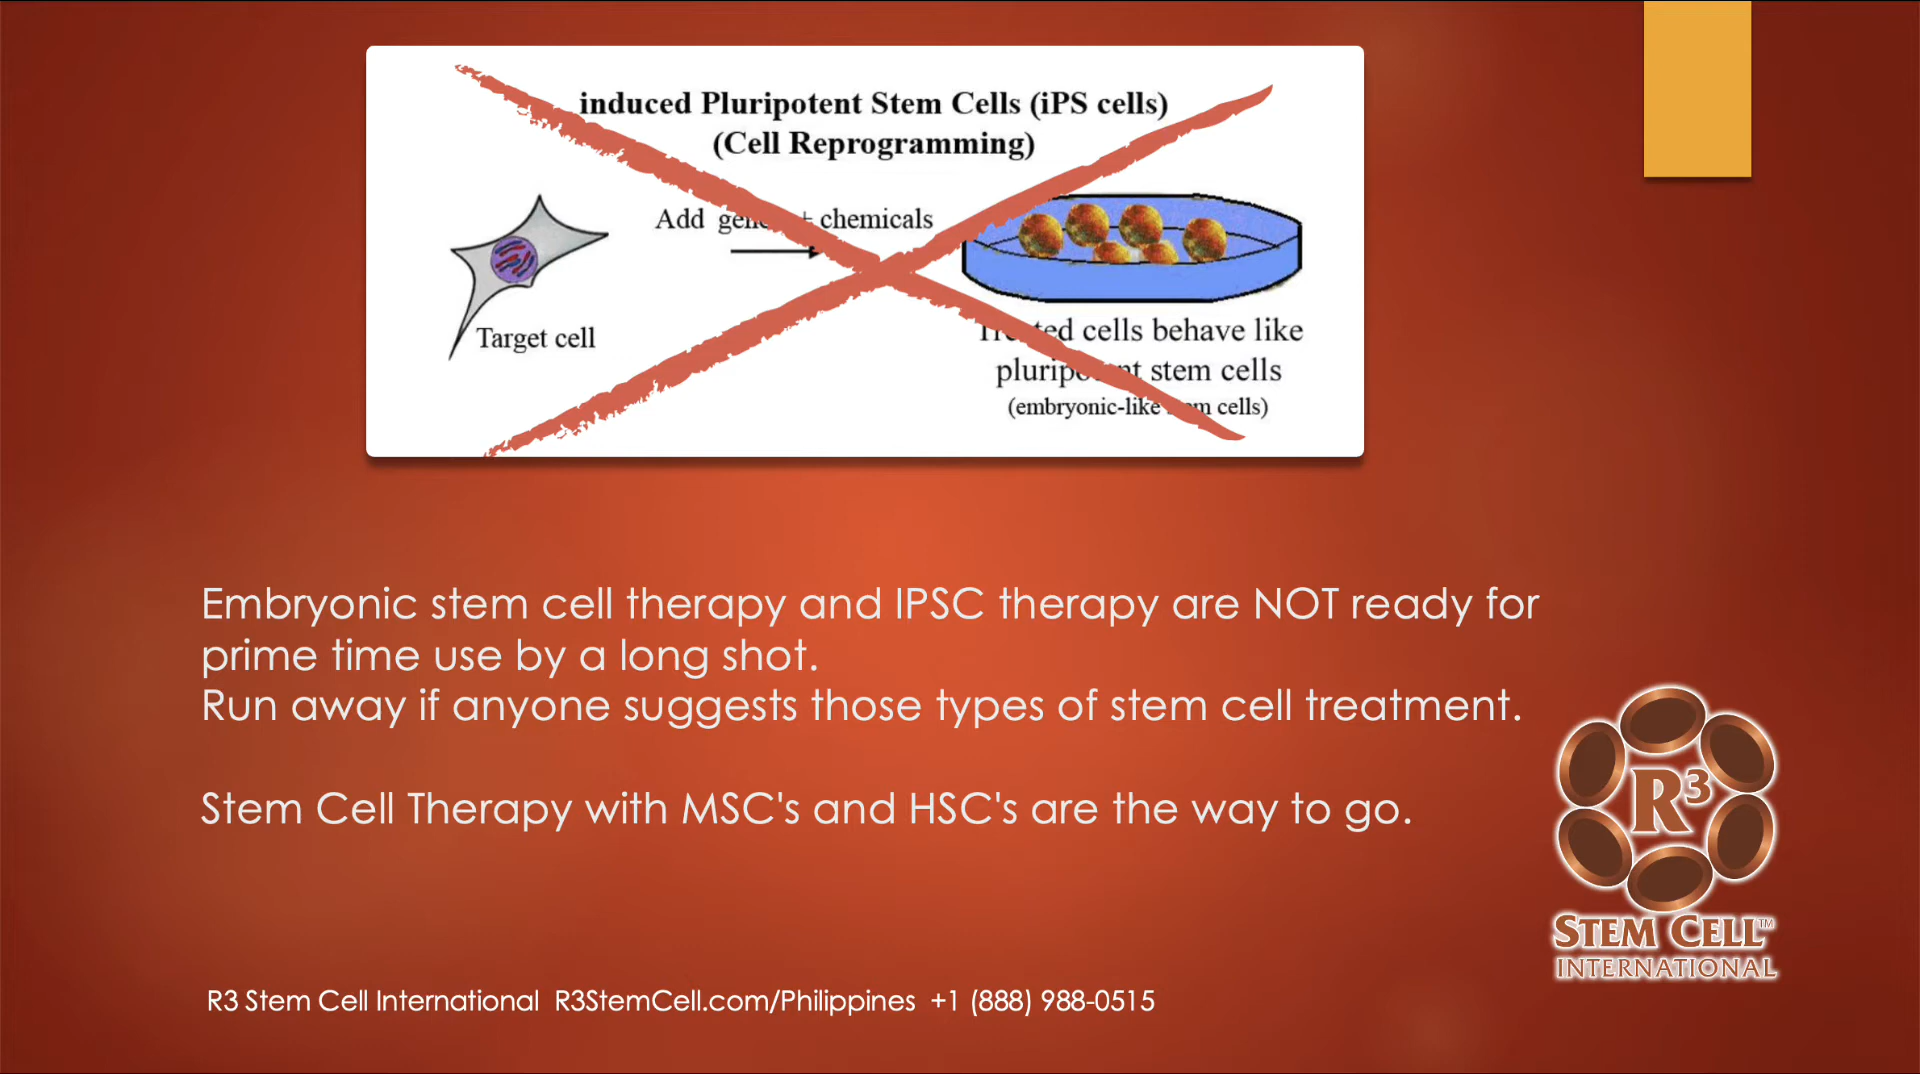 induced Pluripotent Stem Cells (iPS cells)
(Cell Reprogramming)
Add chemicals
Target cell
cells behave like
stem cells
(embryonic-like cells)
Embryonic stem cell therapy and IPSC therapy are NOT ready for
prime time use by a long shot.
Run away if anyone suggests those types of stem cell treatment.
Stem Cell Therapy with MSC's and HSC's are the way to go.
R3
STEM CELL™
INTERNATIONAL
R3 Stem Cell International R3StemCell.com/Philippines +1 (888) 988-0515